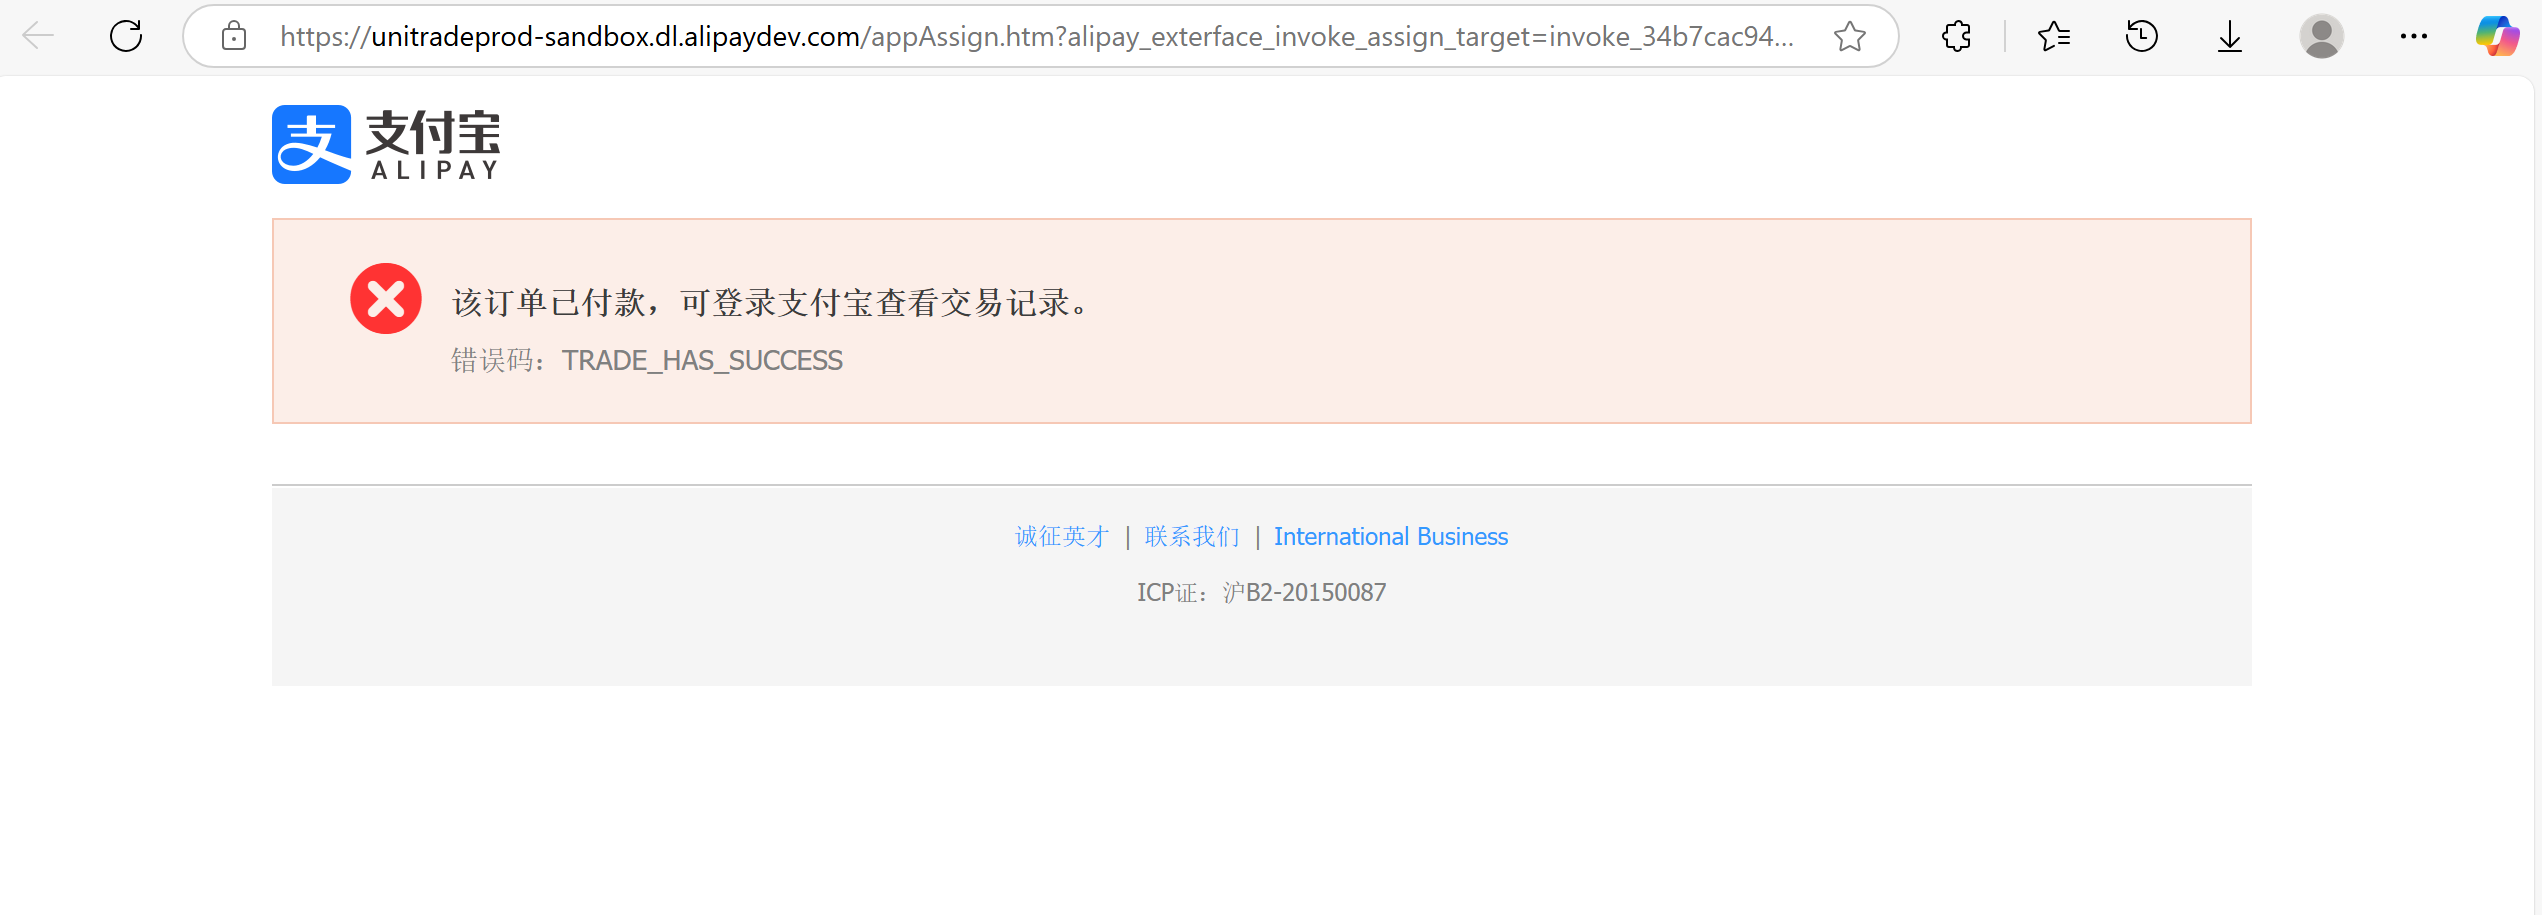 https://unitradeprod-sandbox.dl.alipaydev.com/appAssign.htm?alipay_exterface_invoke_assign_target=invoke_34b7cac94...
支
支付宝
ALIPAY
该订单已付款，可登录支付宝查看交易记录。
错误码：TRADE_HAS_SUCCESS
诚征英才 | 联系我们 | International Business
ICP证：沪B2-20150087